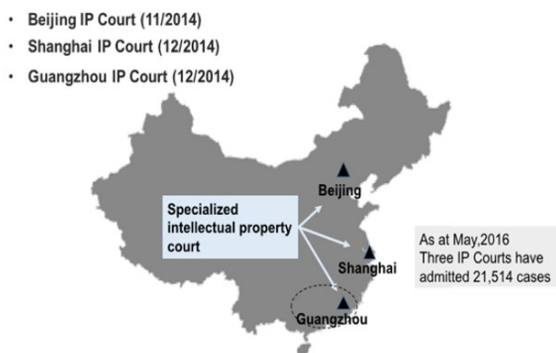 • Beijing IP Court (11/2014)
• Shanghai IP Court (12/2014)
• Guangzhou IP Court (12/2014)
Beijing
Specialized
intellectual property
court
As at May,2016
Three IP Courts have
admitted 21,514 cases
Shanghai
Guangzhou